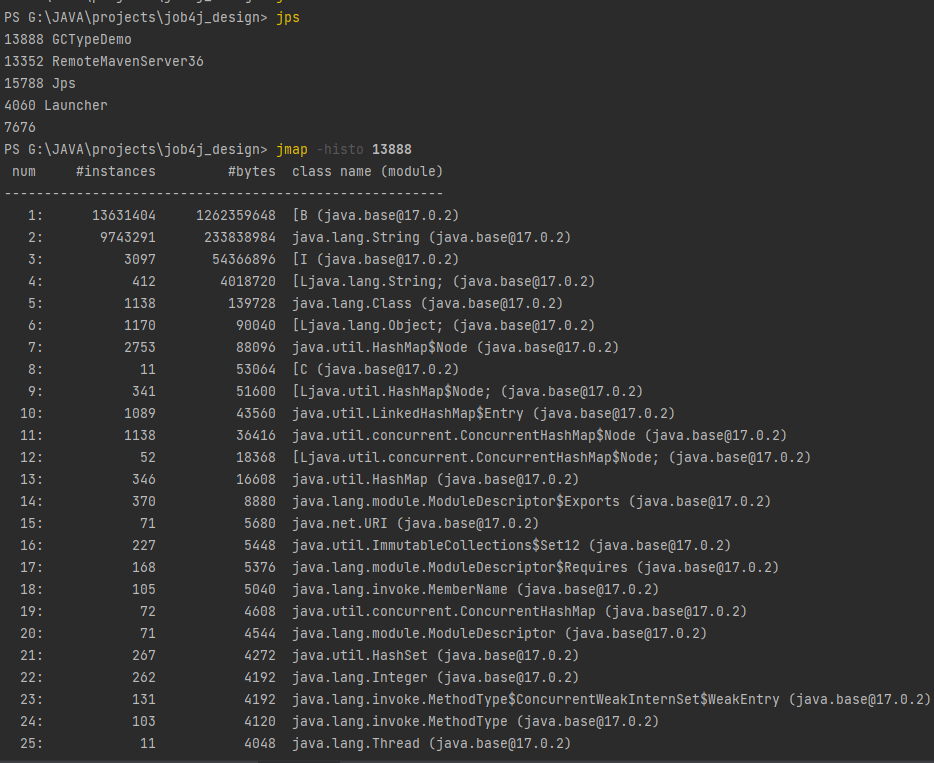 PS G:\JAVA\projects\job4j_design> jps
13888 GCTypeDemo
13352 RemoteMavenServer36
15788 Jps
4060 Launcher
7676
PS G:\JAVA\projects\job4j_design> jmap -histo 13888
num #instances #bytes class name (module)
-------------------------------------------------------
1: 13631404 1262359648 [B (java.base@17.0.2)
2: 9743291 233838984 java.lang.String (java.base@17.0.2)
3: 3097 54366896 [I (java.base@17.0.2)
4: 412 4018720 [Ljava.lang.String; (java.base@17.0.2)
5: 1138 139728 java.lang.Class (java.base@17.0.2)
6: 1170 90040 [Ljava.lang.Object; (java.base@17.0.2)
7: 2753 88096 java.util.HashMap$Node (java.base@17.0.2)
8: 11 53064 [C (java.base@17.0.2)
9: 341 51600 [Ljava.util.HashMap$Node; (java.base@17.0.2)
10: 1089 43560 java.util.LinkedHashMap$Entry (java.base@17.0.2)
11: 1138 36416 java.util.concurrent.ConcurrentHashMap$Node (java.base@17.0.2)
12: 52 18368 [Ljava.util.concurrent.ConcurrentHashMap$Node; (java.base@17.0.2)
13: 346 16608 java.util.HashMap (java.base@17.0.2)
14: 370 8880 java.lang.module.ModuleDescriptor$Exports (java.base@17.0.2)
15: 71 5680 java.net.URI (java.base@17.0.2)
16: 227 5448 java.util.ImmutableCollections$Set12 (java.base@17.0.2)
17: 168 5376 java.lang.module.ModuleDescriptor$Requires (java.base@17.0.2)
18: 105 5040 java.lang.invoke.MemberName (java.base@17.0.2)
19: 72 4608 java.util.concurrent.ConcurrentHashMap (java.base@17.0.2)
20: 71 4544 java.lang.module.ModuleDescriptor (java.base@17.0.2)
21: 267 4272 java.util.HashSet (java.base@17.0.2)
22: 262 4192 java.lang.Integer (java.base@17.0.2)
23: 131 4192 java.lang.invoke.MethodType$ConcurrentWeakInternSet$WeakEntry (java.base@17.0.2)
24: 103 4120 java.lang.invoke.MethodType (java.base@17.0.2)
25: 11 4048 java.lang.Thread (java.base@17.0.2)